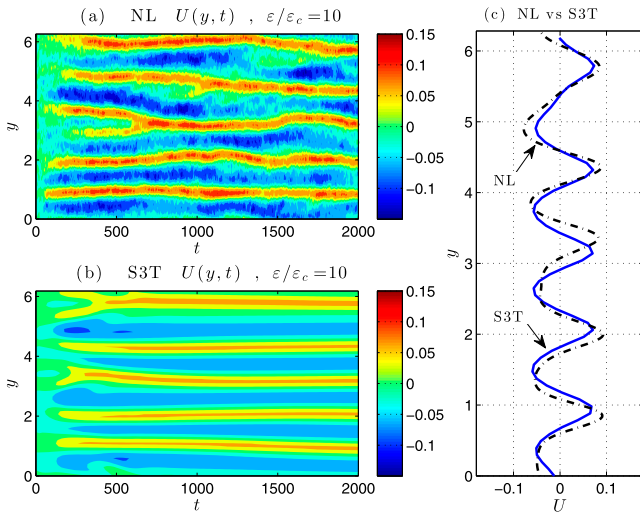 (a) NL U(y,t) , ε/ε_c=10
6
4
2
0
y
0 500 1000 1500 2000
t
0.15
0.10
0.05
0
−0.05
−0.1
(b) S3T U(y,t) , ε/ε_c=10
6
4
2
0
y
0 500 1000 1500 2000
t
0.15
0.10
0.05
0
−0.05
−0.1
(c) NL vs S3T
6
5
4
3
2
1
0
y
NL
S3T
−0.1 0 0.1
U